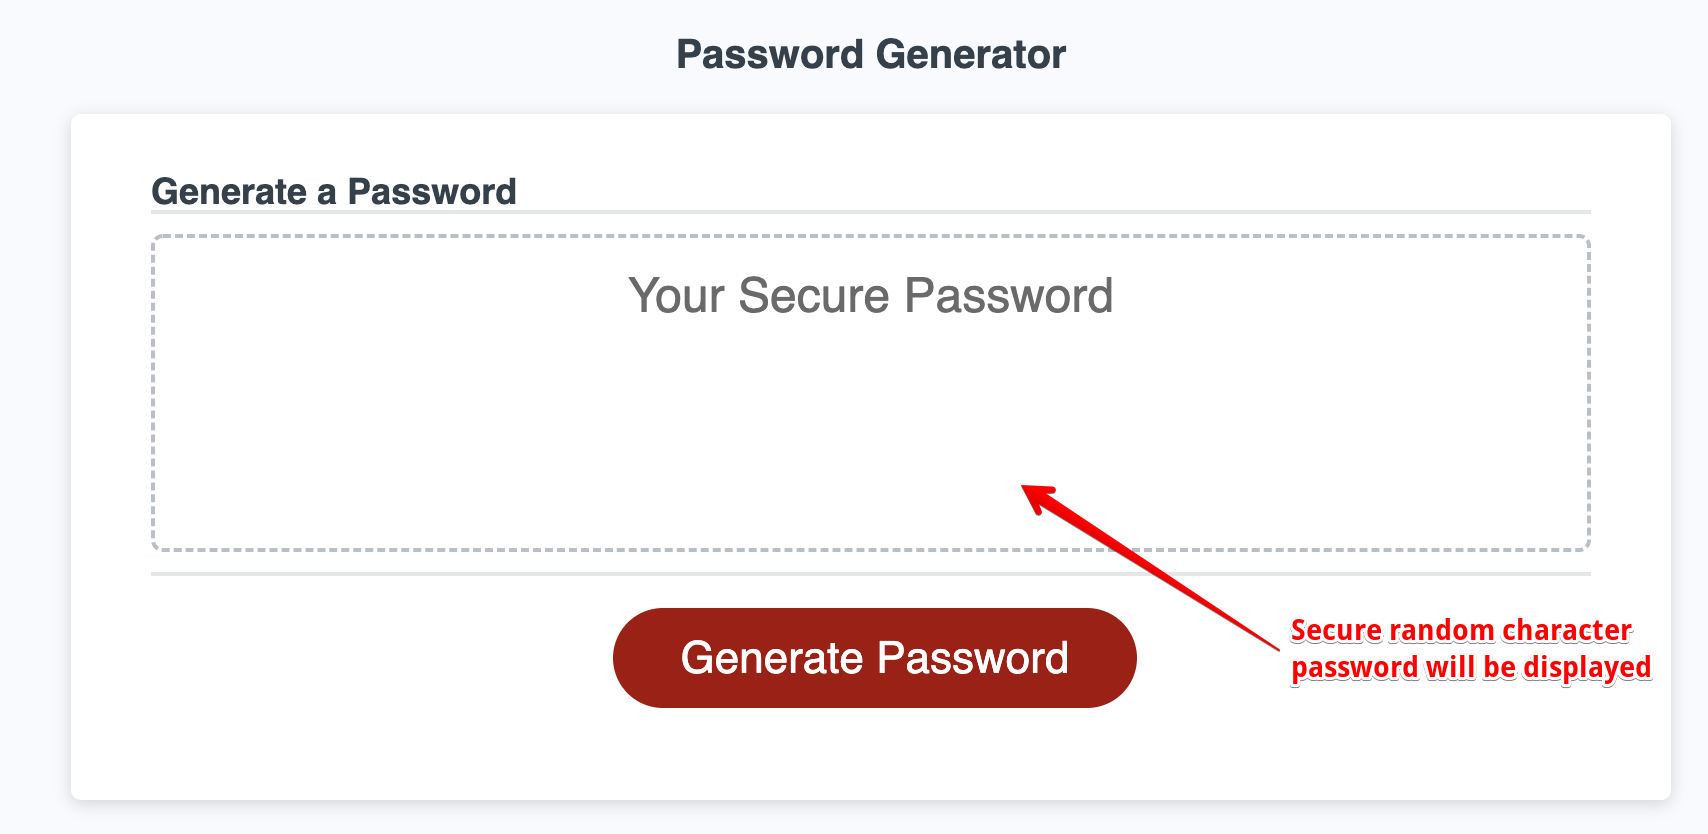 Password Generator
Generate a Password
Your Secure Password
Generate Password
Secure random character
password will be displayed